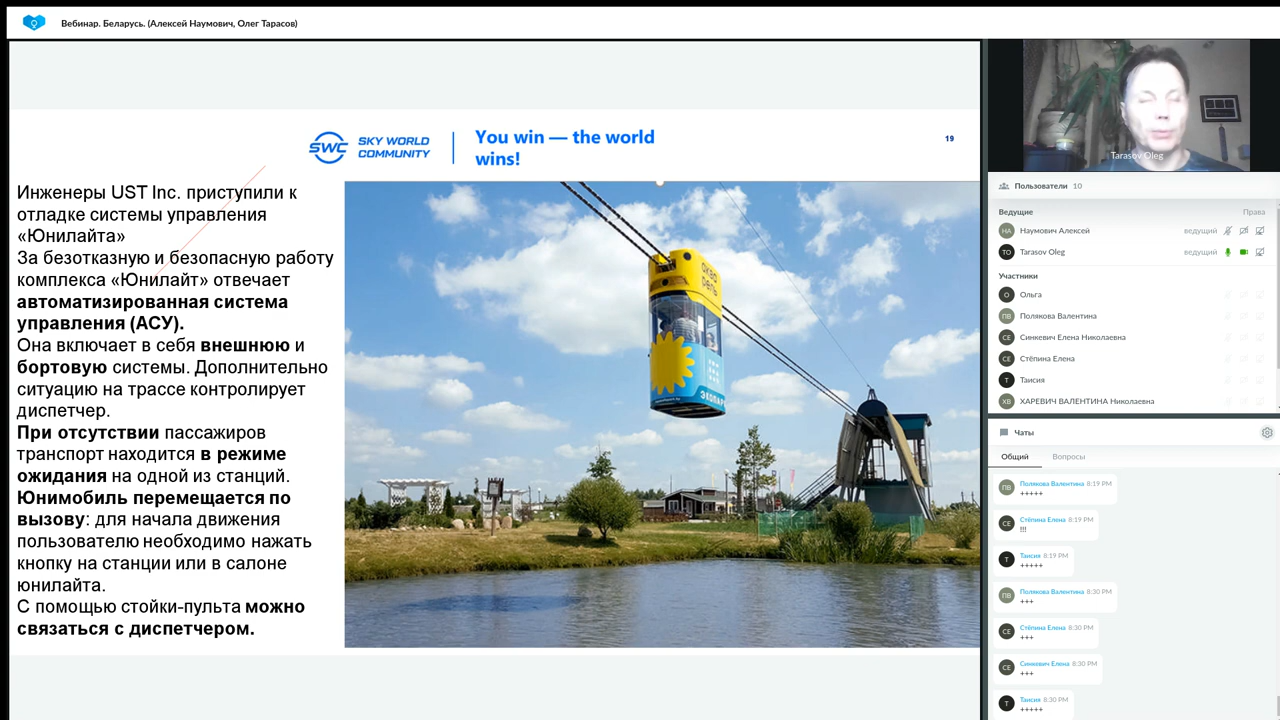 Вебинар. Беларусь. (Алексей Наумович, Олег Тарасов)
SWC
SKY WORLD
COMMUNITY
You win — the world
wins!
19
Инженеры UST Inc. приступили к
отладке системы управления
«Юнилайта»
За безотказную и безопасную работу
комплекса «Юнилайт» отвечает
автоматизированная система
управления (АСУ).
Она включает в себя внешнюю и
бортовую системы. Дополнительно
ситуацию на трассе контролирует
диспетчер.
При отсутствии пассажиров
транспорт находится в режиме
ожидания на одной из станций.
Юнимобиль перемещается по
вызову: для начала движения
пользователю необходимо нажать
кнопку на станции или в салоне
юнилайта.
С помощью стойки-пульта можно
связаться с диспетчером.
Tarasov Oleg
Пользователи 10
Ведущие Права
НА Наумович Алексей ведущий
TO Tarasov Oleg ведущий
Участники
О Ольга
ПВ Полякова Валентина
СЕ Синкевич Елена Николаевна
СЕ Стёпина Елена
Т Таисия
ХВ ХАРЕВИЧ ВАЛЕНТИНА Николаевна
Чаты
Общий Вопросы
ПВ Полякова Валентина 8:19 PM
+++++
СЕ Стёпина Елена 8:19 PM
!!!
Т Таисия 8:19 PM
+++++
ПВ Полякова Валентина 8:30 PM
+++
СЕ Стёпина Елена 8:30 PM
+++
СЕ Синкевич Елена 8:30 PM
+++
Т Таисия 8:30 PM
+++++